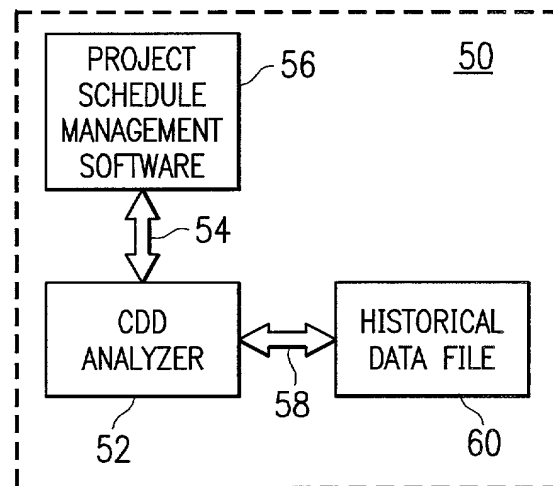 PROJECT
SCHEDULE
MANAGEMENT
SOFTWARE
56
50
54
CDD
ANALYZER
HISTORICAL
DATA FILE
58
52
60